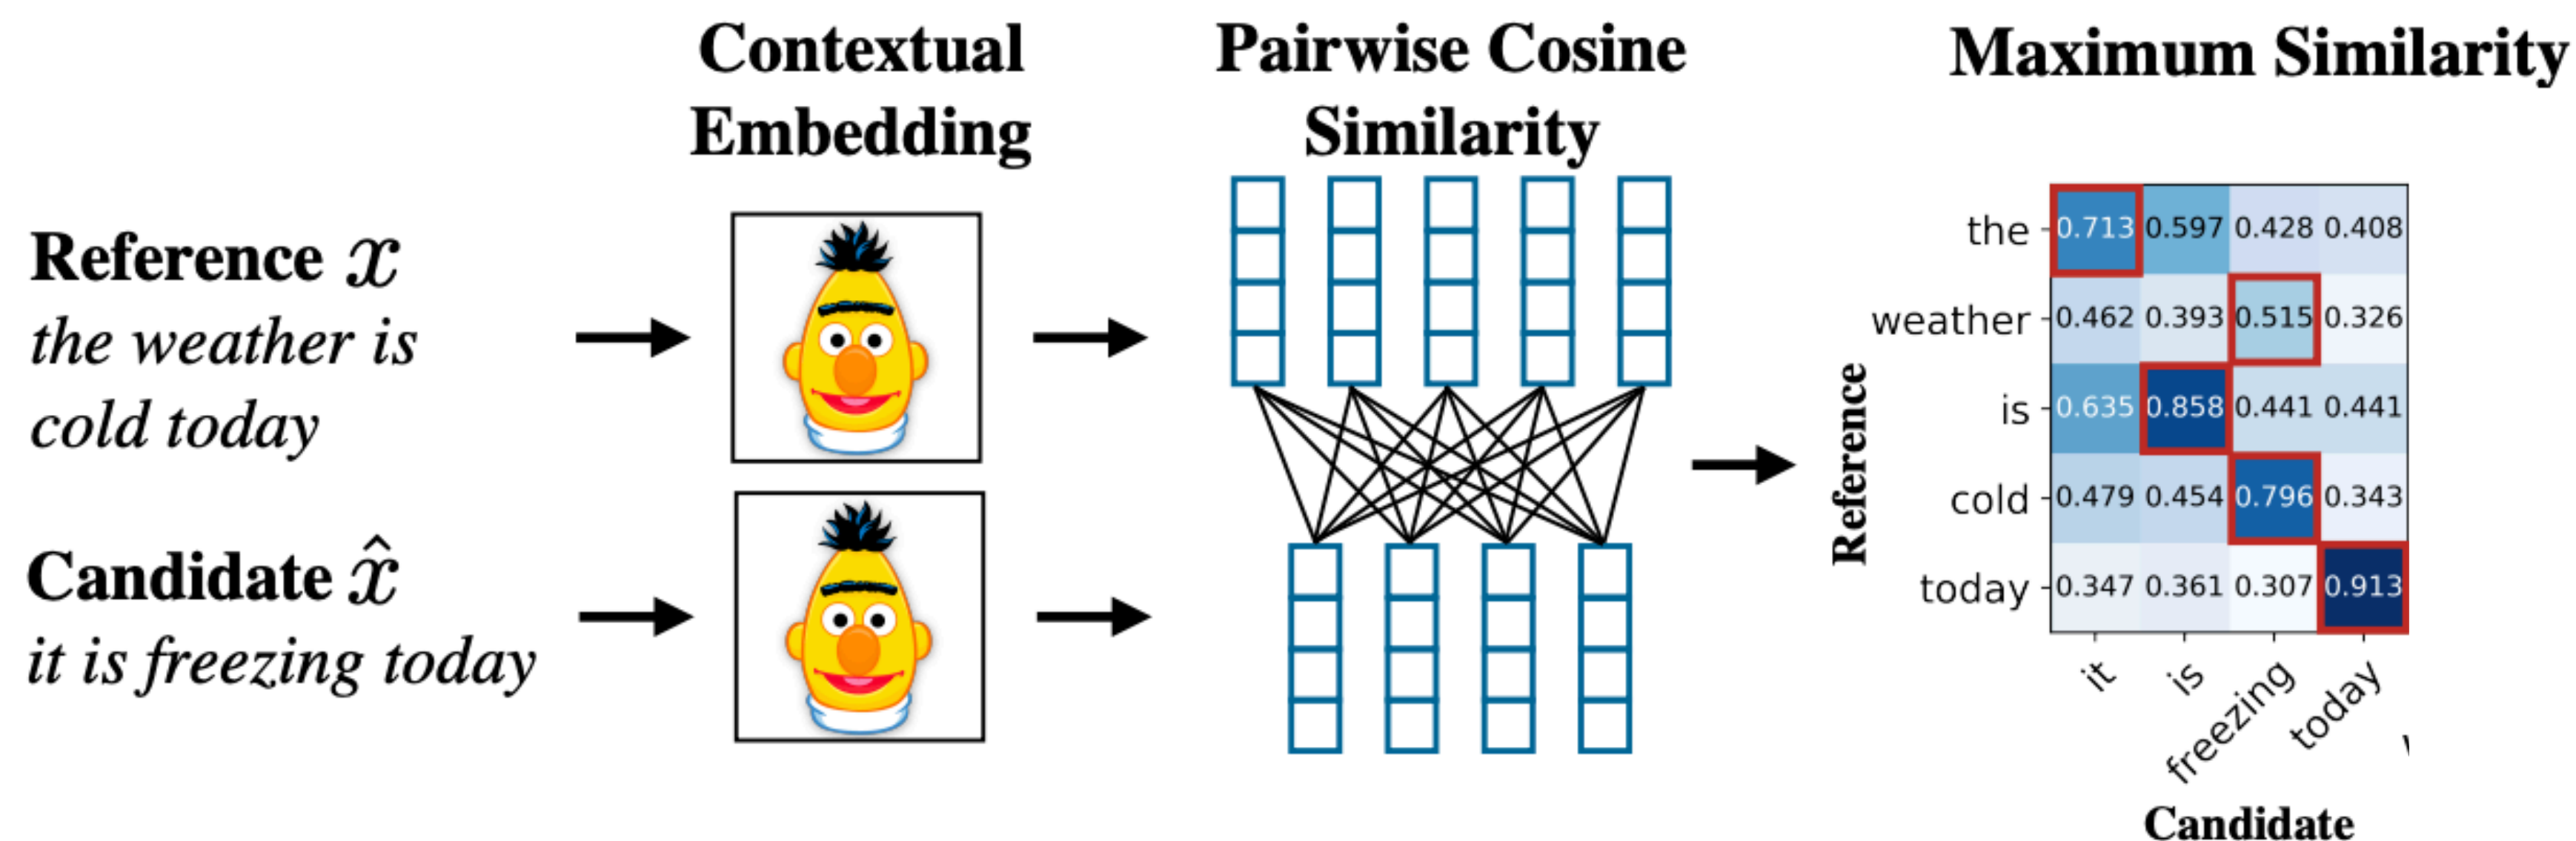 Contextual
Embedding
Pairwise Cosine
Similarity
Maximum Similarity
Reference x
the weather is
cold today
Candidate x̂
it is freezing today
Reference
the 0.713 0.597 0.428 0.408
weather 0.462 0.393 0.515 0.326
is 0.635 0.858 0.441 0.441
cold 0.479 0.454 0.796 0.343
today 0.347 0.361 0.307 0.913
it is freezing today
Candidate